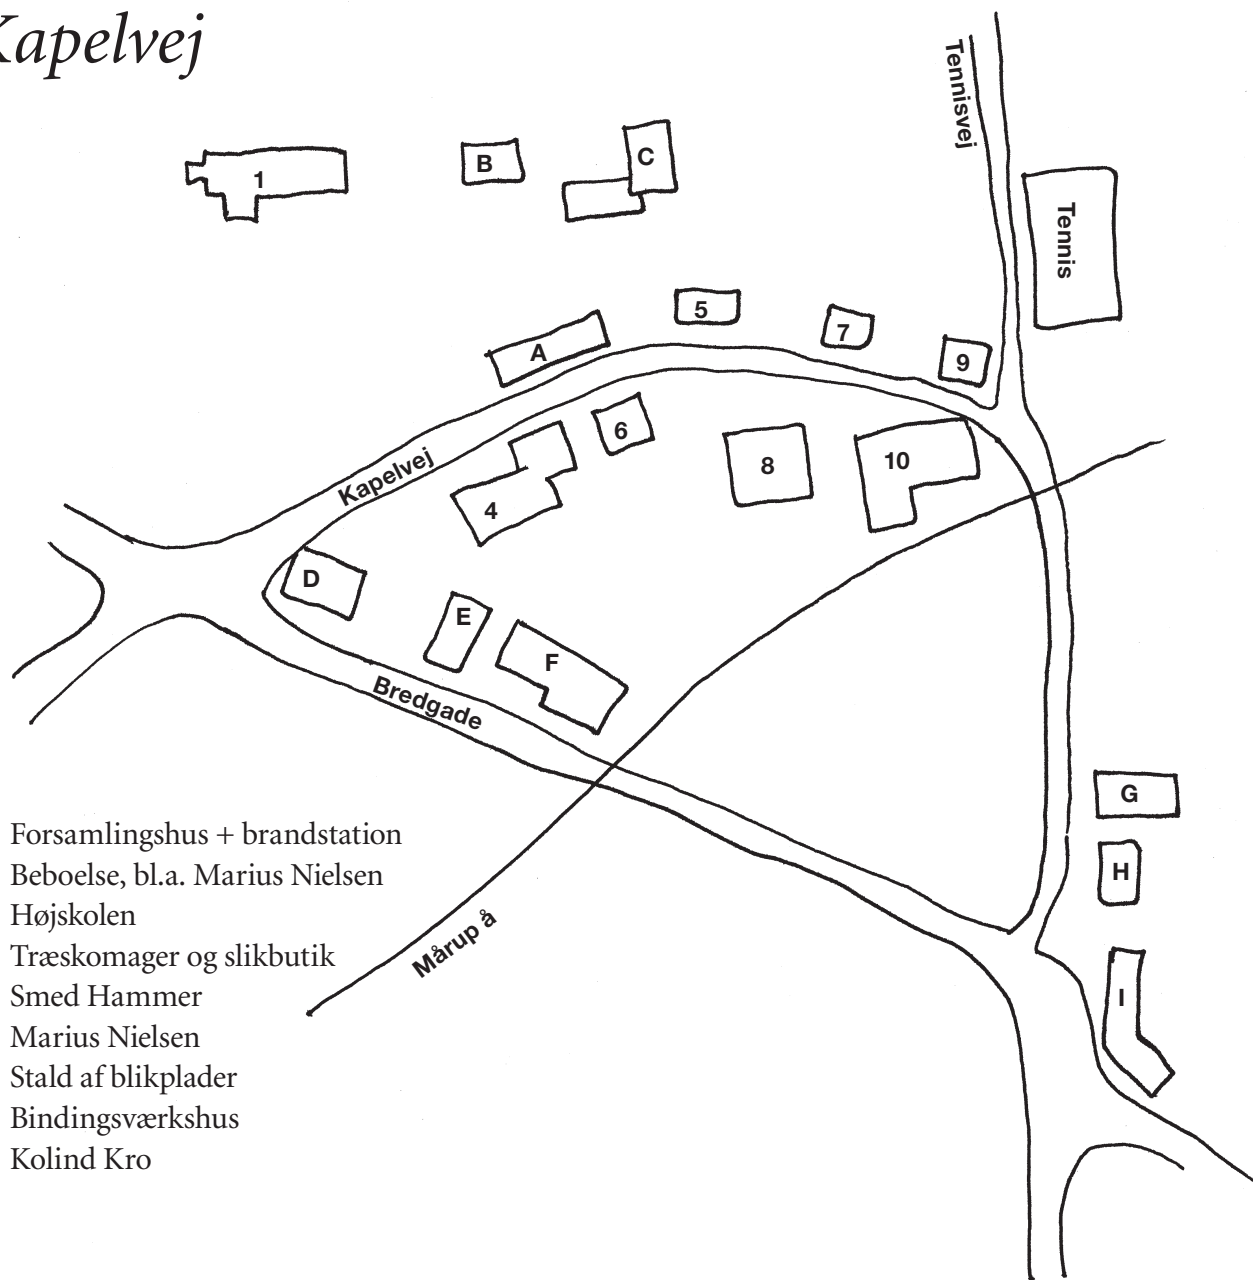 Kapelvej
Tennisvej
1
B
C
Tennis
5
7
9
A
6
8
10
4
Kapelvej
D
E
F
Bredgade
G
H
I
Mårup å
Forsamlingshus + brandstation
Beboelse, bl.a. Marius Nielsen
Højskolen
Træskomager og slikbutik
Smed Hammer
Marius Nielsen
Stald af blikplader
Bindingsværkshus
Kolind Kro